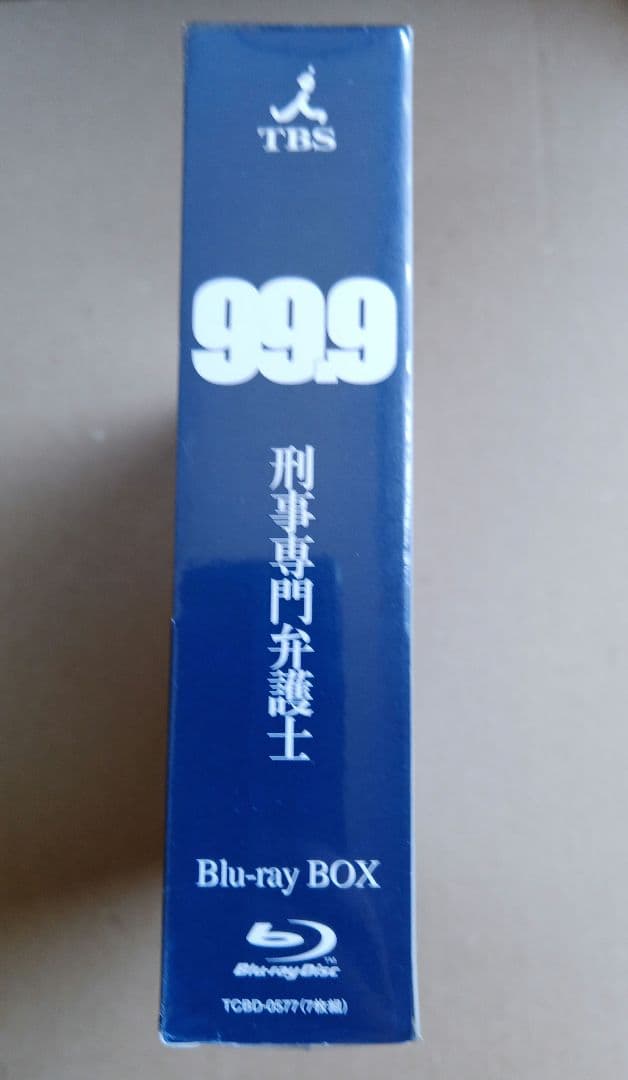 TBS
99.9
刑事専門弁護士
Blu-ray BOX
Blu-ray Disc™
TCBD-0577(7枚組)